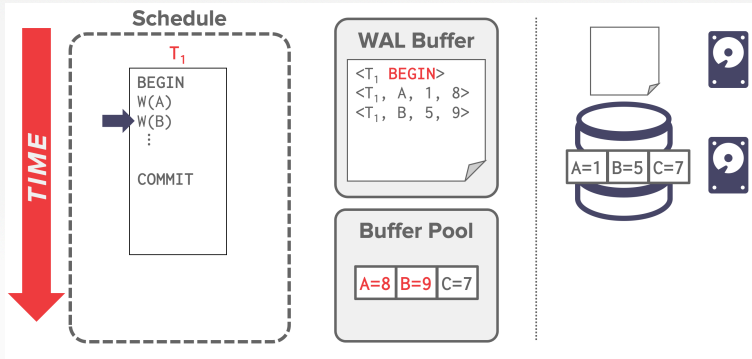 Schedule
TIME
T₁
BEGIN
W(A)
W(B)
⋮
COMMIT
WAL Buffer
<T₁ BEGIN>
<T₁, A, 1, 8>
<T₁, B, 5, 9>
Buffer Pool
A=8 B=9 C=7
A=1 B=5 C=7